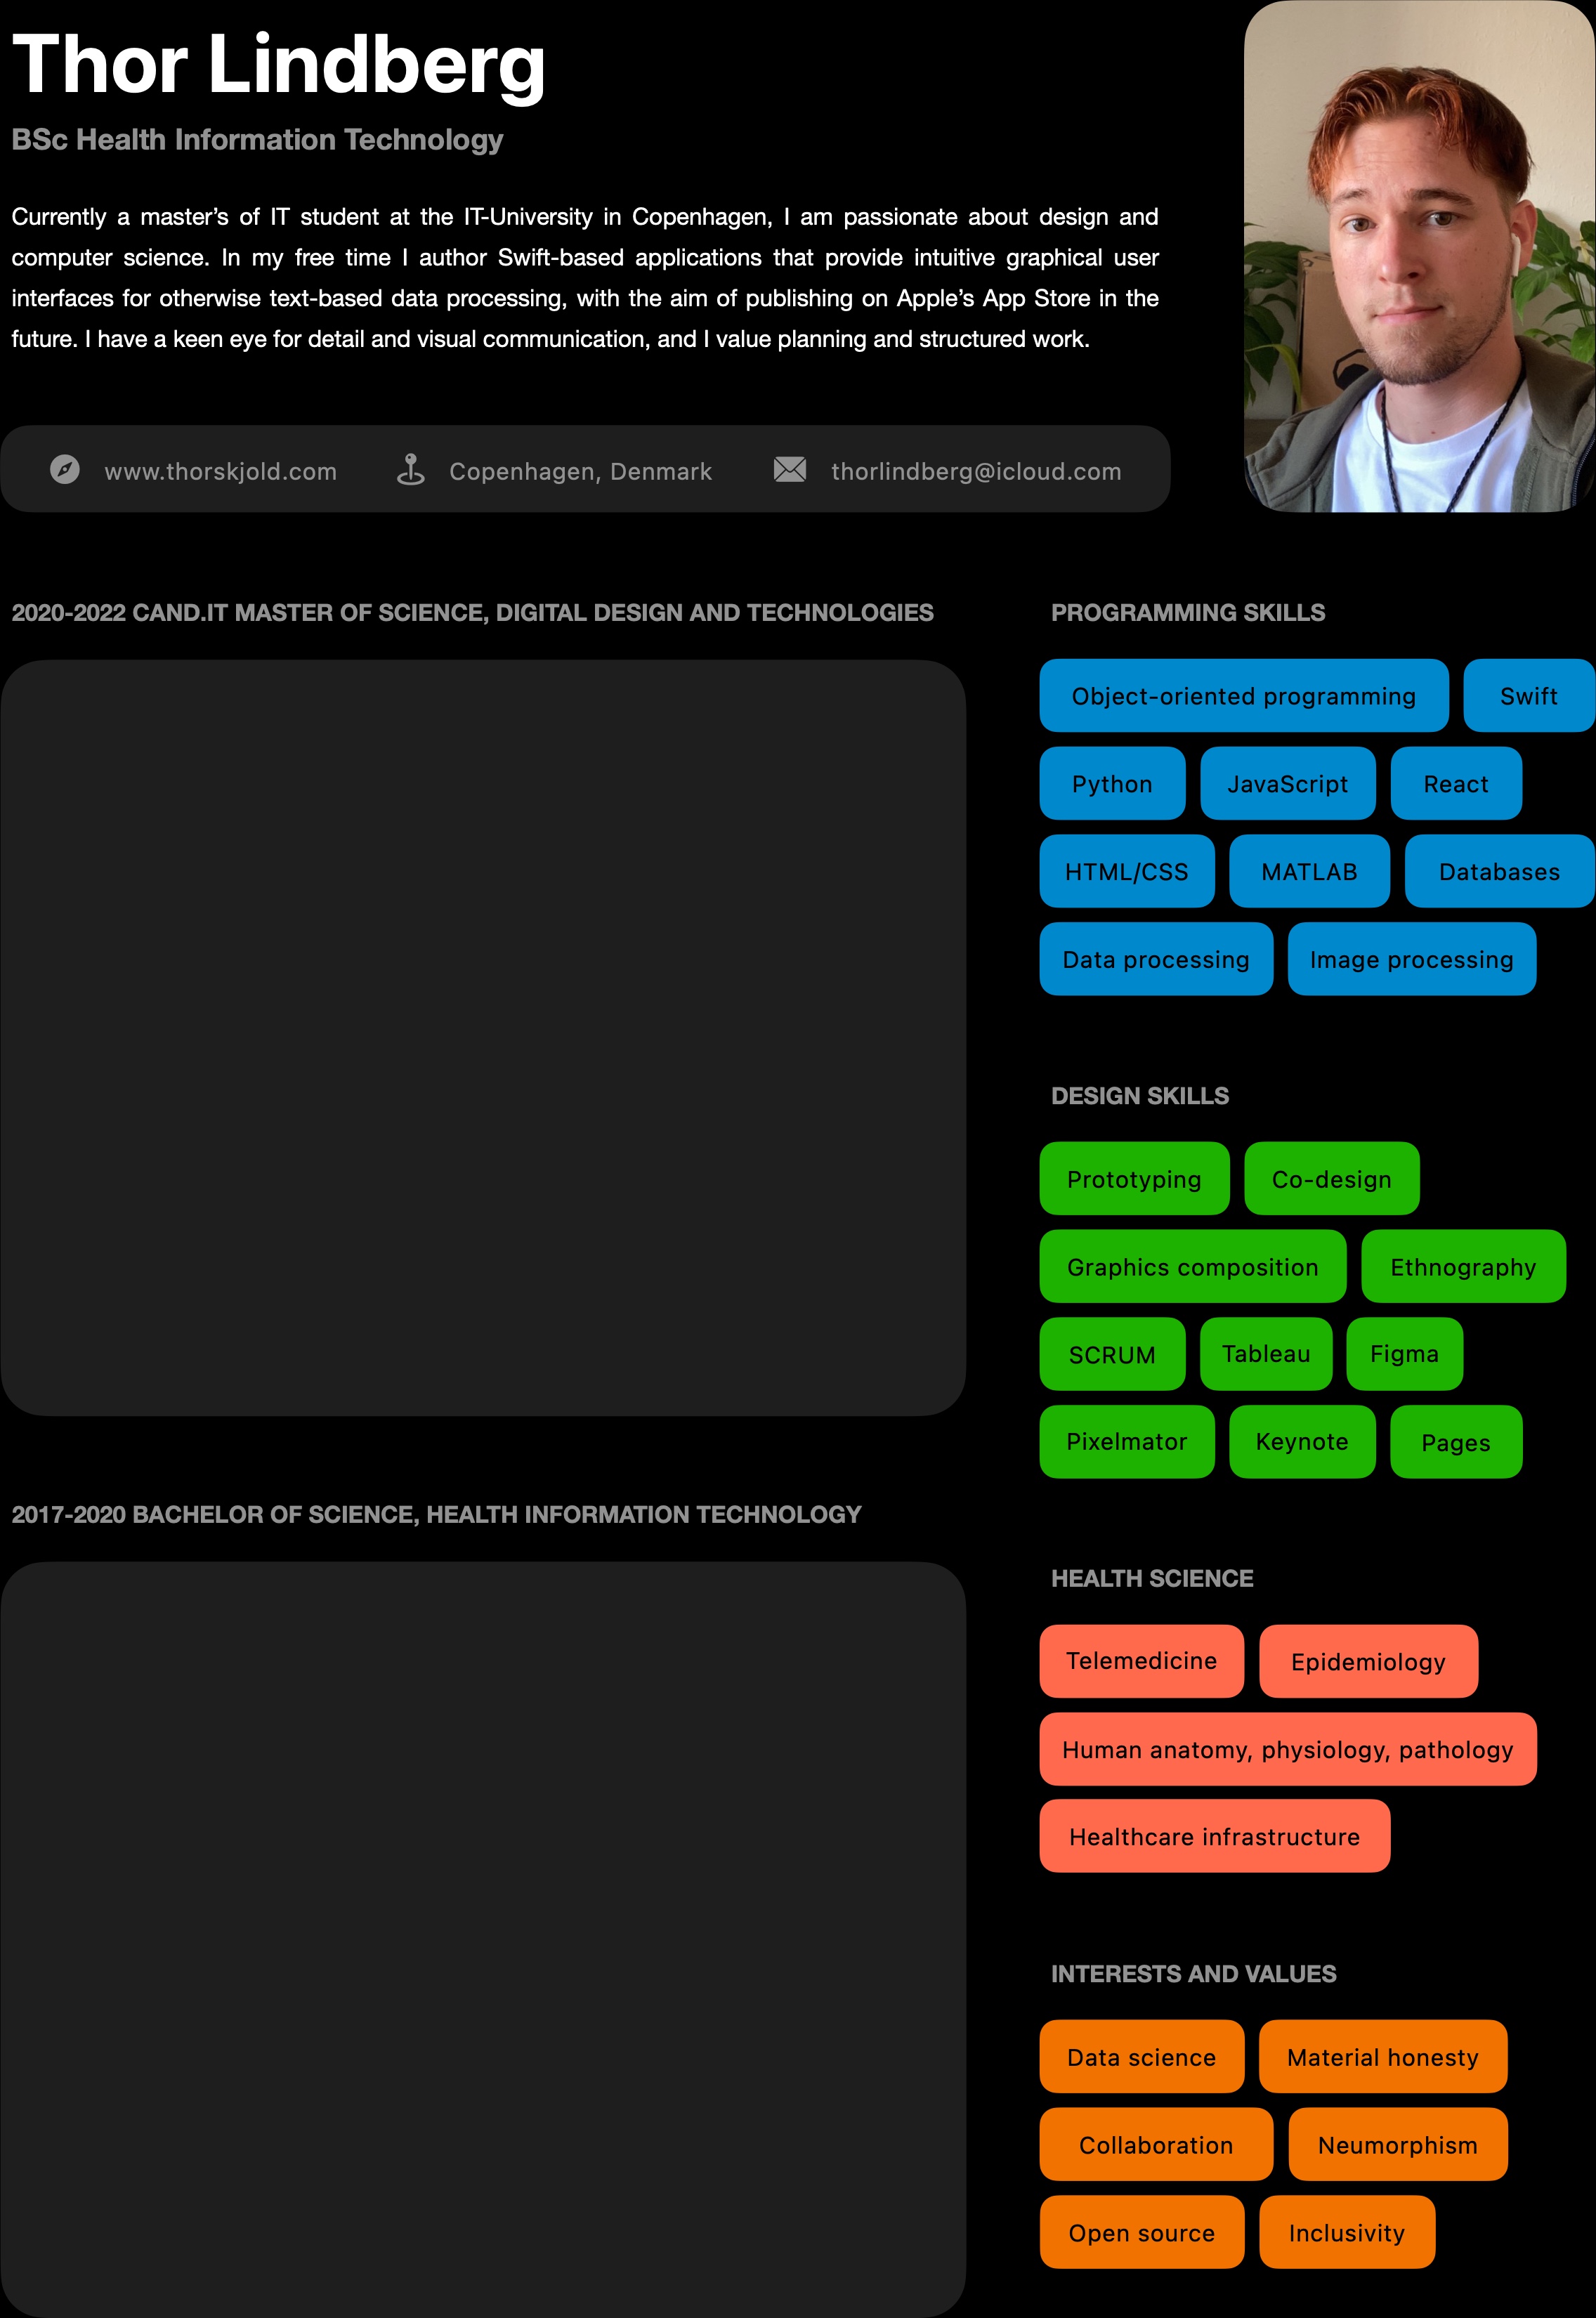 Thor Lindberg
BSc Health Information Technology
Currently a master’s of IT student at the IT-University in Copenhagen, I am passionate about design and
computer science. In my free time I author Swift-based applications that provide intuitive graphical user
interfaces for otherwise text-based data processing, with the aim of publishing on Apple’s App Store in the
future. I have a keen eye for detail and visual communication, and I value planning and structured work.
www.thorskjold.com
Copenhagen, Denmark
thorlindberg@icloud.com
2020-2022 CAND.IT MASTER OF SCIENCE, DIGITAL DESIGN AND TECHNOLOGIES
2017-2020 BACHELOR OF SCIENCE, HEALTH INFORMATION TECHNOLOGY
PROGRAMMING SKILLS
Object-oriented programming
Swift
Python
JavaScript
React
HTML/CSS
MATLAB
Databases
Data processing
Image processing
DESIGN SKILLS
Prototyping
Co-design
Graphics composition
Ethnography
SCRUM
Tableau
Figma
Pixelmator
Keynote
Pages
HEALTH SCIENCE
Telemedicine
Epidemiology
Human anatomy, physiology, pathology
Healthcare infrastructure
INTERESTS AND VALUES
Data science
Material honesty
Collaboration
Neumorphism
Open source
Inclusivity